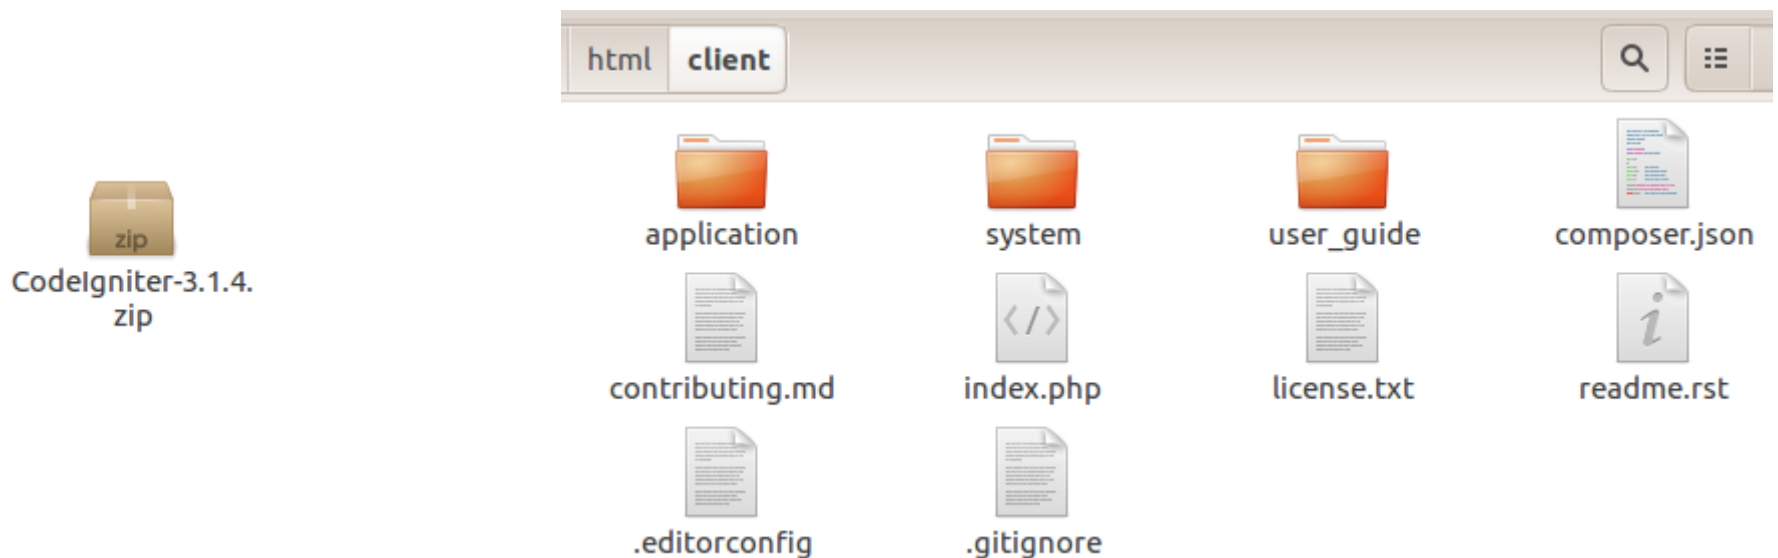 html client
zip
CodeIgniter-3.1.4.
zip
application system user_guide composer.json
contributing.md index.php license.txt readme.rst
.editorconfig .gitignore